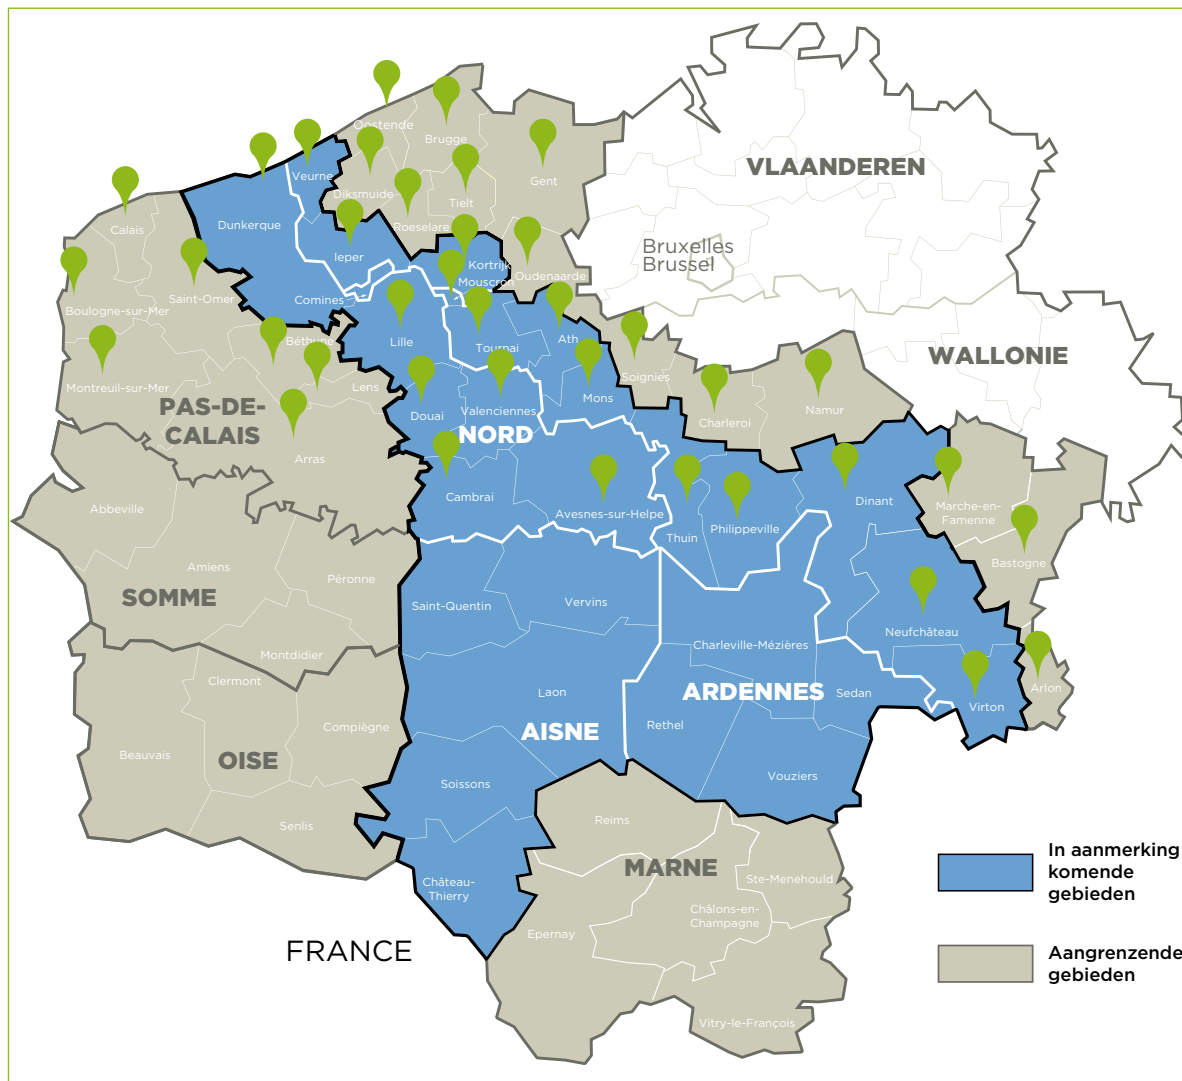 Oostende
Brugge
VLAANDEREN
Veurne
Diksmuide
Tielt
Gent
Calais
Dunkerque
Roeselare
Ieper
Bruxelles
Brussel
Kortrijk
Mouscron
Oudenaarde
Saint-Omer
Comines
Boulogne-sur-Mer
Béthune
Lille
Tournai
Ath
WALLONIE
Montreuil-sur-Mer
Lens
Soignies
Mons
Namur
PAS-DE-
CALAIS
Douai
Valenciennes
Charleroi
NORD
Arras
Cambrai
Dinant
Abbeville
Avesnes-sur-Helpe
Philippeville
Marche-en-
Famenne
Thuin
Bastogne
Amiens
Péronne
SOMME
Saint-Quentin
Vervins
Neufchâteau
Montdidier
Charleville-Mézières
Clermont
Laon
ARDENNES
Sedan
Arlon
Virton
Compiègne
Rethel
AISNE
Beauvais
OISE
Soissons
Vouziers
Senlis
Reims
MARNE
Château-
Thierry
Ste-Menehould
Châlons-en-
Champagne
Epernay
FRANCE
Vitry-le-François
In aanmerking
komende
gebieden
Aangrenzende
gebieden